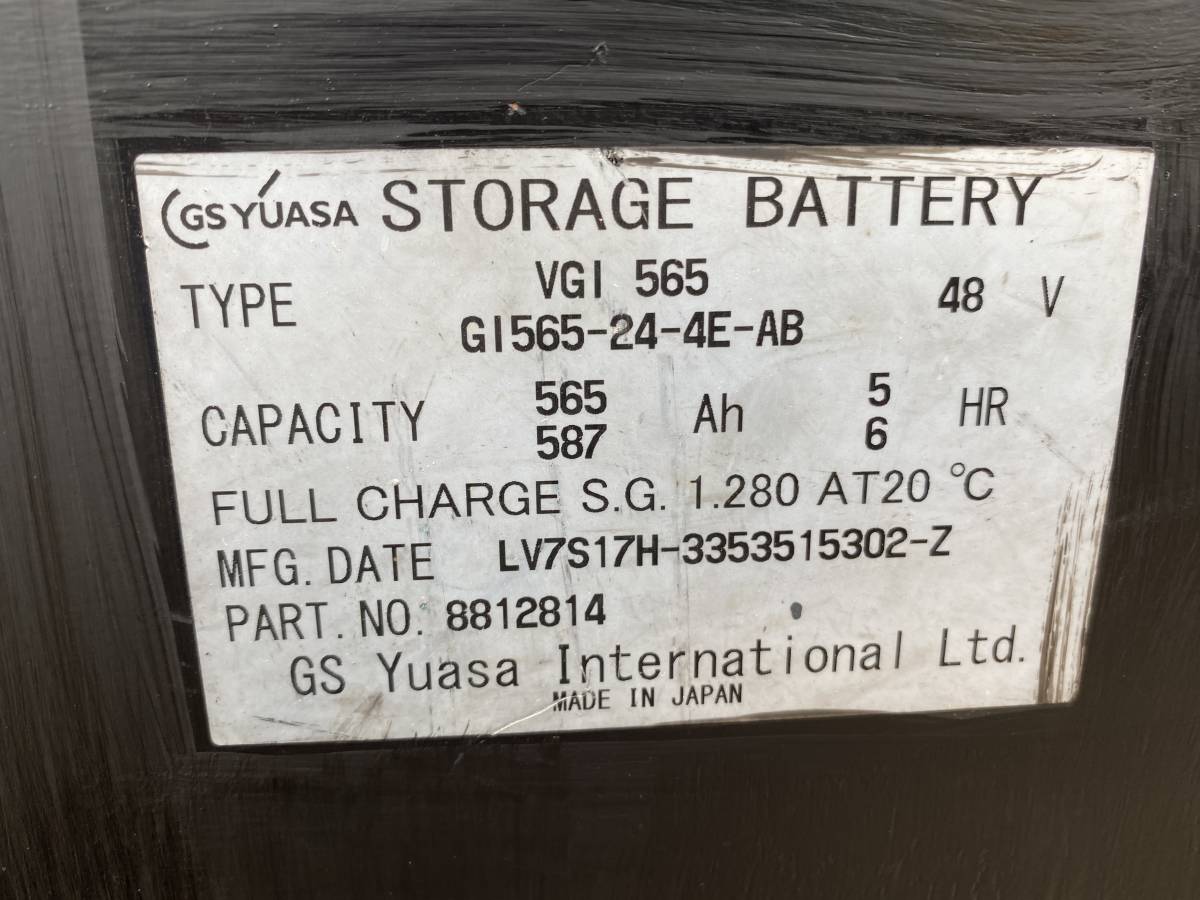 GS YUASA STORAGE BATTERY
TYPE VGI 565 48 V
GI565-24-4E-AB
CAPACITY 565 Ah 5 HR
587 6
FULL CHARGE S.G. 1.280 AT20 ℃
MFG. DATE LV7S17H-3353515302-Z
PART. NO. 8812814
GS Yuasa International Ltd.
MADE IN JAPAN